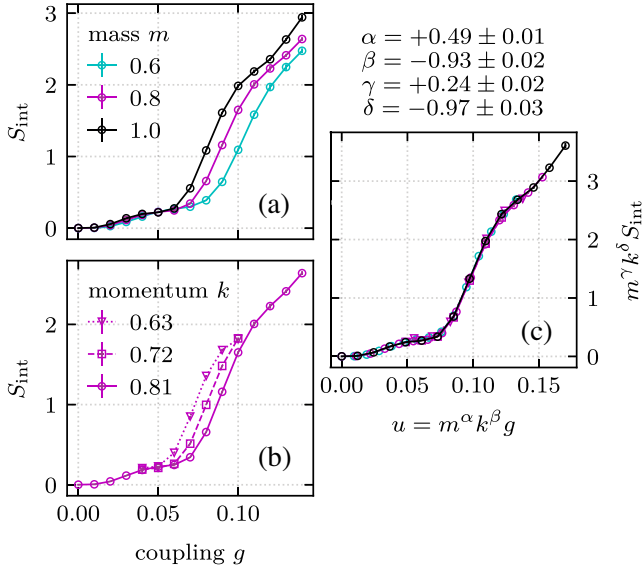 3
2
1
0
S_int
mass m
0.6
0.8
1.0
(a)
α = +0.49 ± 0.01
β = −0.93 ± 0.02
γ = +0.24 ± 0.02
δ = −0.97 ± 0.03
2
1
0
S_int
momentum k
0.63
0.72
0.81
(b)
0.00 0.05 0.10
coupling g
3
2
1
0
m^γ k^δ S_int
(c)
0.00 0.05 0.10 0.15
u = m^α k^β g